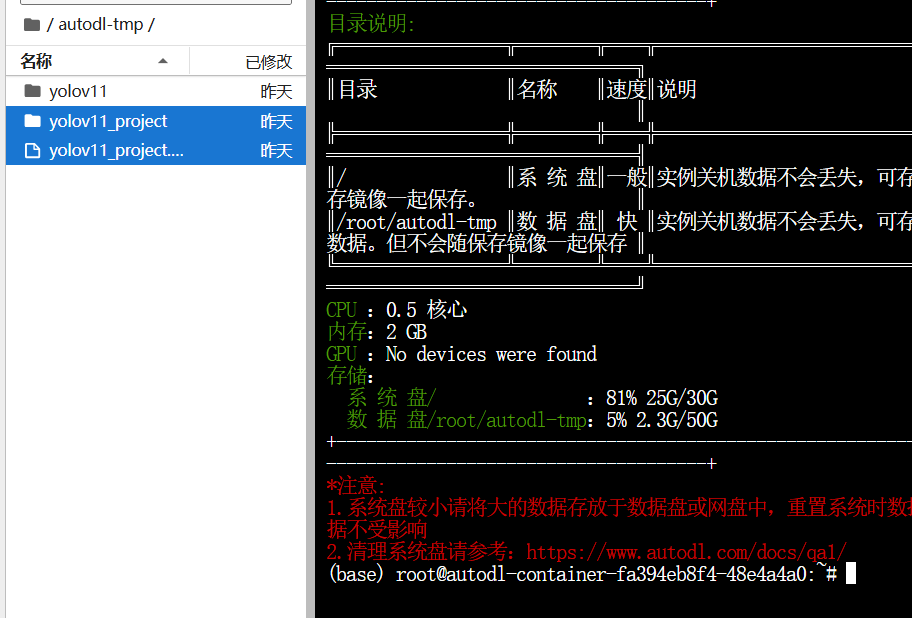 / autodl-tmp /
名称 已修改
yolov11 昨天
yolov11_project 昨天
yolov11_project.... 昨天
目录说明:
目录 名称 速度 说明
/ 系 统 盘 一般 实例关机数据不会丢失，可存
存镜像一起保存。
/root/autodl-tmp 数 据 盘 快 实例关机数据不会丢失，可存
数据。但不会随保存镜像一起保存
CPU ：0.5 核心
内存：2 GB
GPU ：No devices were found
存储：
系 统 盘/ ：81% 25G/30G
数 据 盘/root/autodl-tmp：5% 2.3G/50G
*注意:
1.系统盘较小请将大的数据存放于数据盘或网盘中，重置系统时数据
据不受影响
2.清理系统盘请参考：https://www.autodl.com/docs/qa1/
(base) root@autodl-container-fa394eb8f4-48e4a4a0:~#